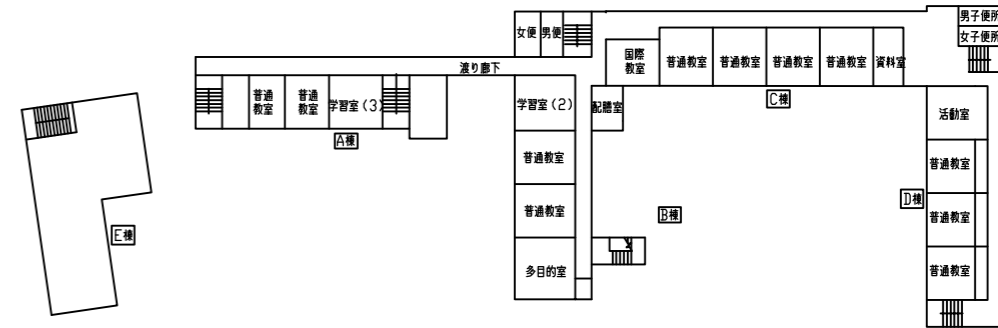 男子便所
女子便所
女便
男便
国際
教室
普通教室
普通教室
普通教室
普通教室
資料室
渡り廊下
普通
教室
普通
教室
学習室(3)
学習室(2)
配膳室
活動室
A棟
C棟
普通教室
普通教室
普通教室
普通教室
D棟
B棟
E棟
多目的室
普通教室